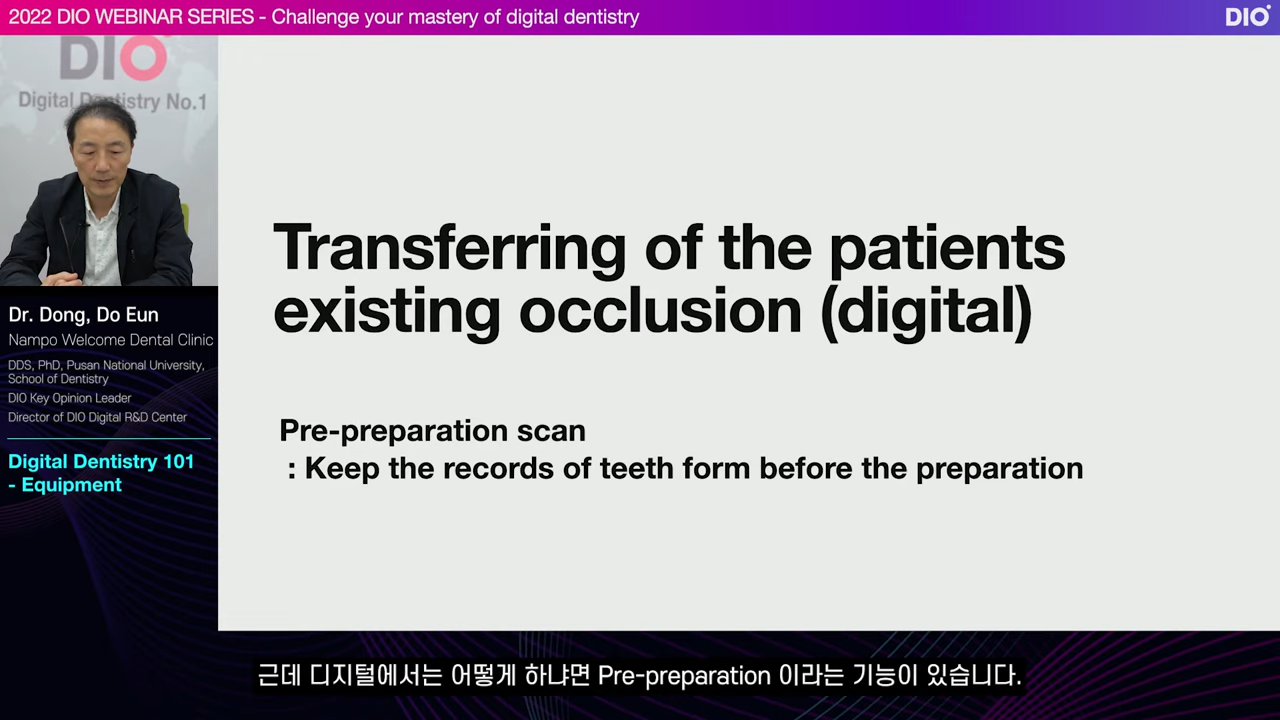 2022 DIO WEBINAR SERIES - Challenge your mastery of digital dentistry
DIO
DIO
Digital Dentistry No.1
Transferring of the patients
existing occlusion (digital)
Pre-preparation scan
: Keep the records of teeth form before the preparation
Dr. Dong, Do Eun
Nampo Welcome Dental Clinic
DDS, PhD, Pusan National University,
School of Dentistry
DIO Key Opinion Leader
Director of DIO Digital R&D Center
Digital Dentistry 101
- Equipment
근데 디지털에서는 어떻게 하냐면 Pre-preparation 이라는 기능이 있습니다.